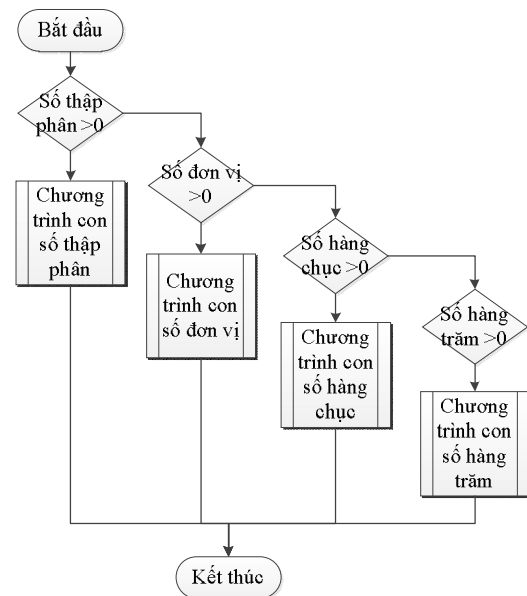 Bắt đầu
Số thập
phân >0
Số đơn vị
>0
Chương
trình con
số thập
phân
Số hàng
chục >0
Chương
trình con
số đơn vị
Số hàng
trăm >0
Chương
trình con
số hàng
chục
Chương
trình con
số hàng
trăm
Kết thúc